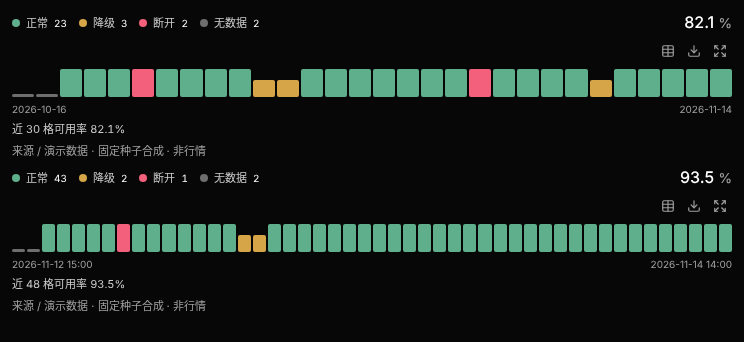 正常 23 降级 3 断开 2 无数据 2 82.1 %
2026-10-16 2026-11-14
近 30 格可用率 82.1%
来源 / 演示数据 · 固定种子合成 · 非行情
正常 43 降级 2 断开 1 无数据 2 93.5 %
2026-11-12 15:00 2026-11-14 14:00
近 48 格可用率 93.5%
来源 / 演示数据 · 固定种子合成 · 非行情